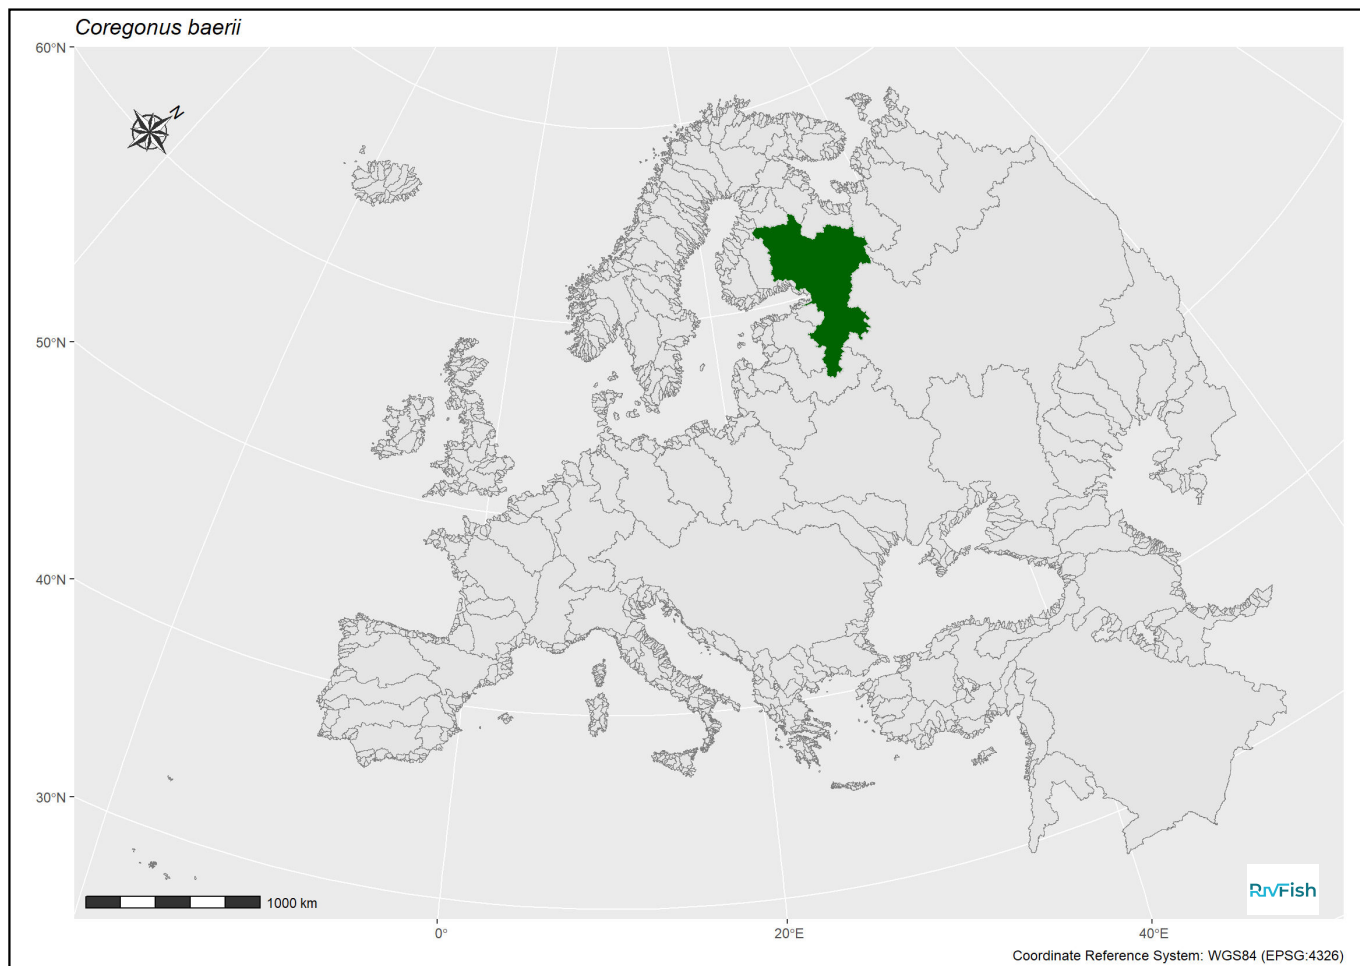 Coregonus baerii
60°N
N
50°N
40°N
30°N
1000 km
RivFish
0°
20°E
40°E
Coordinate Reference System: WGS84 (EPSG:4326)